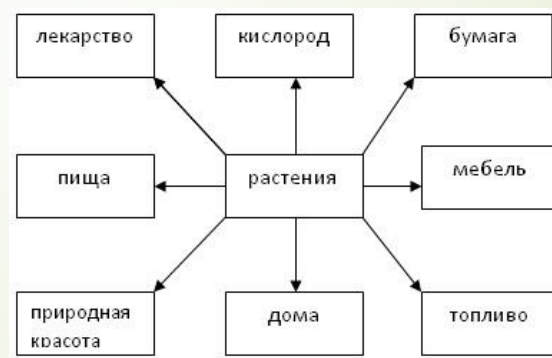 лекарство
кислород
бумага
пища
растения
мебель
природная
красота
дома
топливо